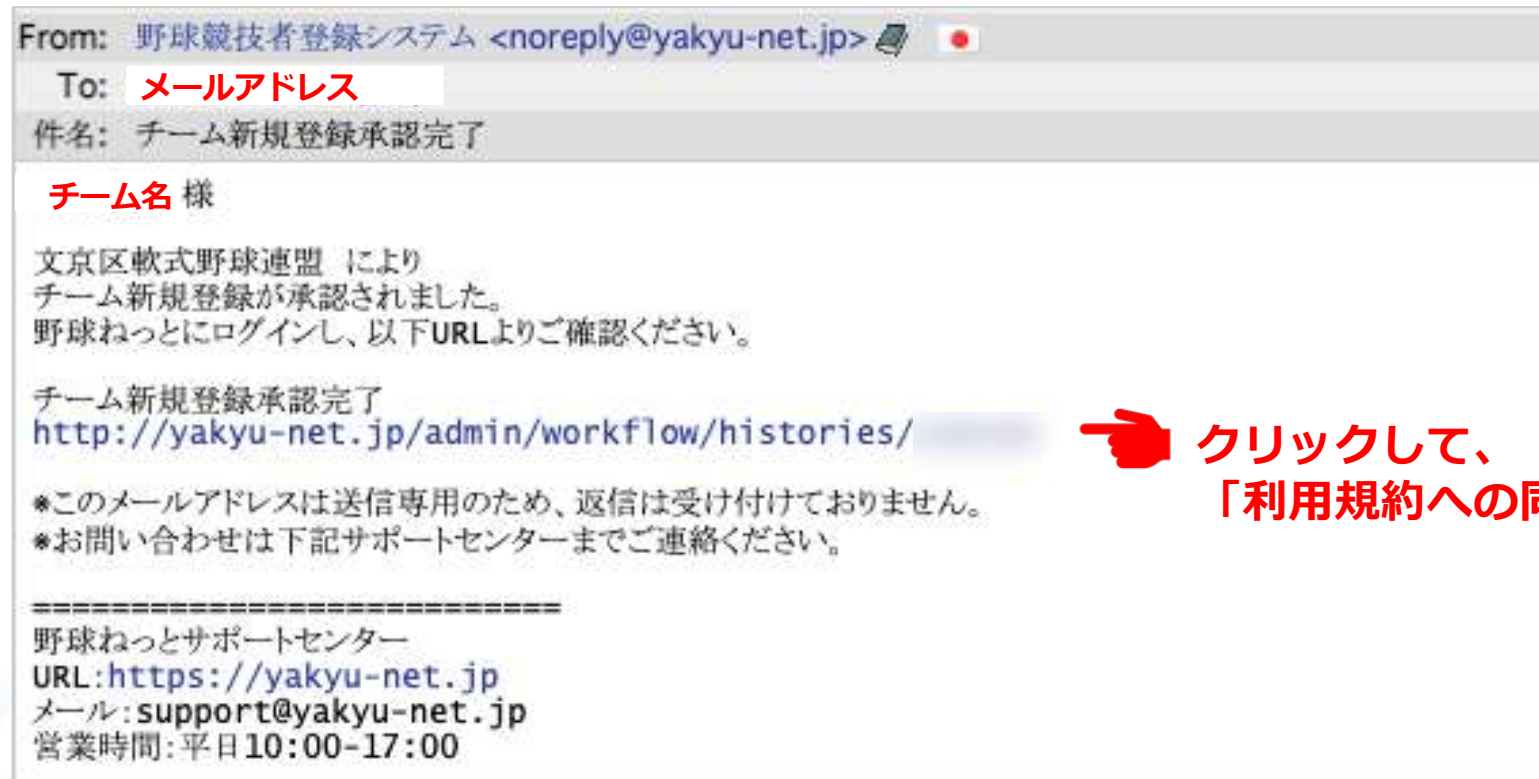 From: 野球競技者登録システム <noreply@yakyu-net.jp>
To: メールアドレス
件名: チーム新規登録承認完了
チーム名 様
文京区軟式野球連盟 により
チーム新規登録が承認されました。
野球ねっとにログインし、以下URLよりご確認ください。
チーム新規登録承認完了
http://yakyu-net.jp/admin/workflow/histories/
クリックして、
「利用規約への同
*このメールアドレスは送信専用のため、返信は受け付けておりません。
*お問い合わせは下記サポートセンターまでご連絡ください。
===========================
野球ねっとサポートセンター
URL:https://yakyu-net.jp
メール:support@yakyu-net.jp
営業時間:平日10:00-17:00